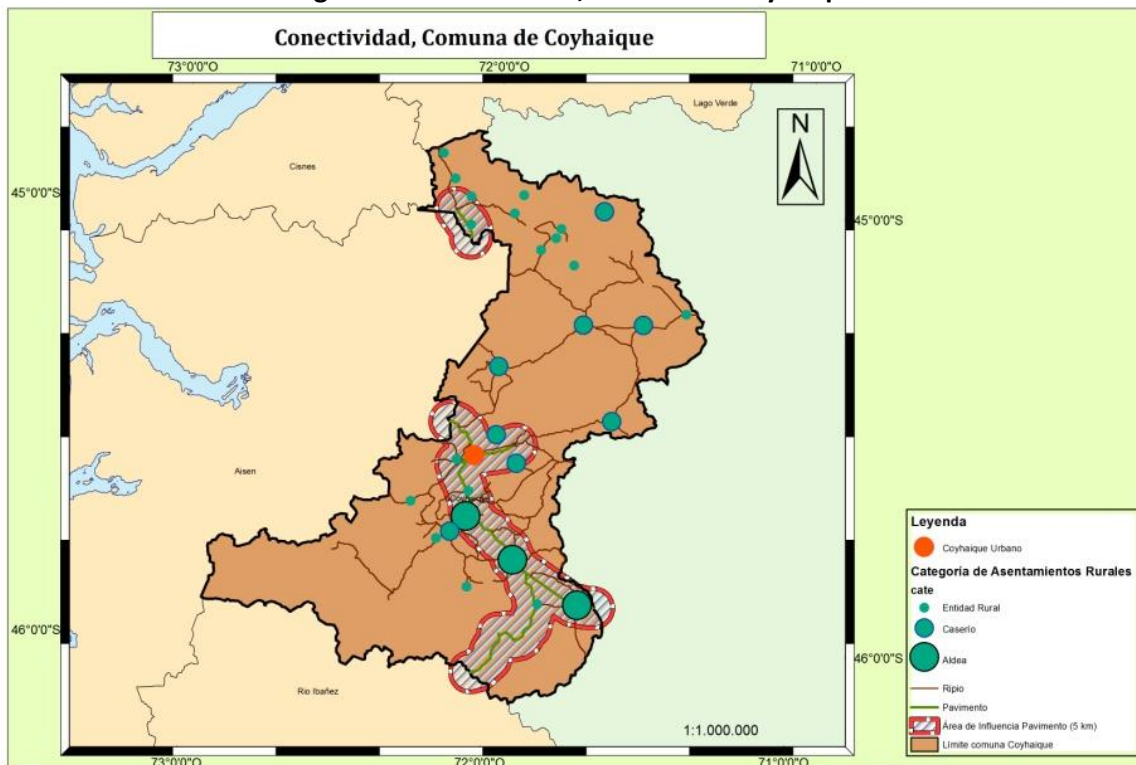 Conectividad, Comuna de Coyhaique
73°0'0"O
72°0'0"O
71°0'0"O
Lago Verde
N
Cisnes
45°0'0"S
45°0'0"S
Aisen
46°0'0"S
46°0'0"S
Rio Ibañez
1:1.000.000
73°0'0"O
72°0'0"O
71°0'0"O
Leyenda
Coyhaique Urbano
Categoría de Asentamientos Rurales
cate
Entidad Rural
Caserío
Aldea
Ripio
Pavimento
Área de Influencia Pavimento (5 km)
Límite comuna Coyhaique